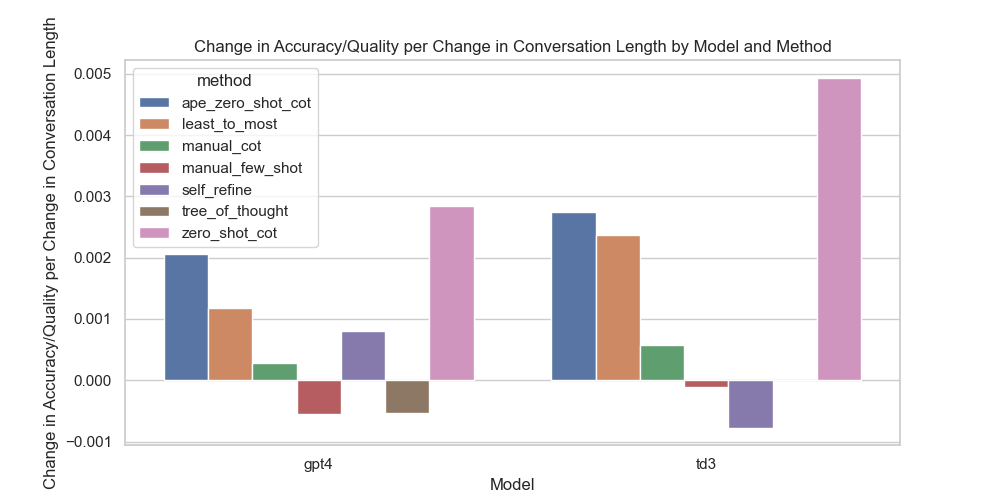 Change in Accuracy/Quality per Change in Conversation Length by Model and Method
Change in Accuracy/Quality per Change in Conversation Length
0.005
0.004
0.003
0.002
0.001
0.000
−0.001
method
ape_zero_shot_cot
least_to_most
manual_cot
manual_few_shot
self_refine
tree_of_thought
zero_shot_cot
gpt4
td3
Model